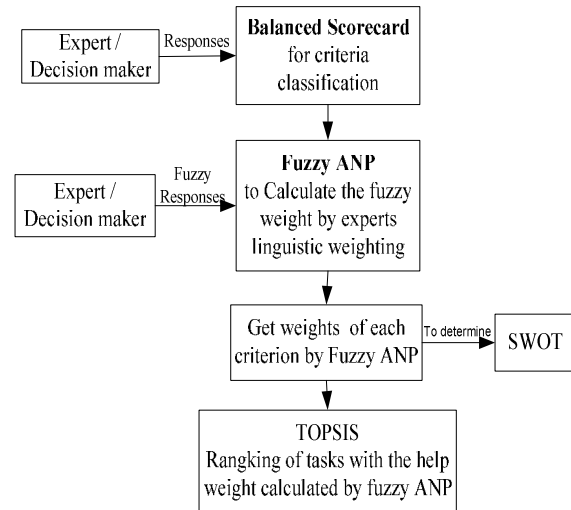 Expert /
Decision maker
Responses
Balanced Scorecard
for criteria
classification
Expert /
Decision maker
Fuzzy
Responses
Fuzzy ANP
to Calculate the fuzzy
weight by experts
linguistic weighting
Get weights of each
criterion by Fuzzy ANP
To determine
SWOT
TOPSIS
Rangking of tasks with the help
weight calculated by fuzzy ANP